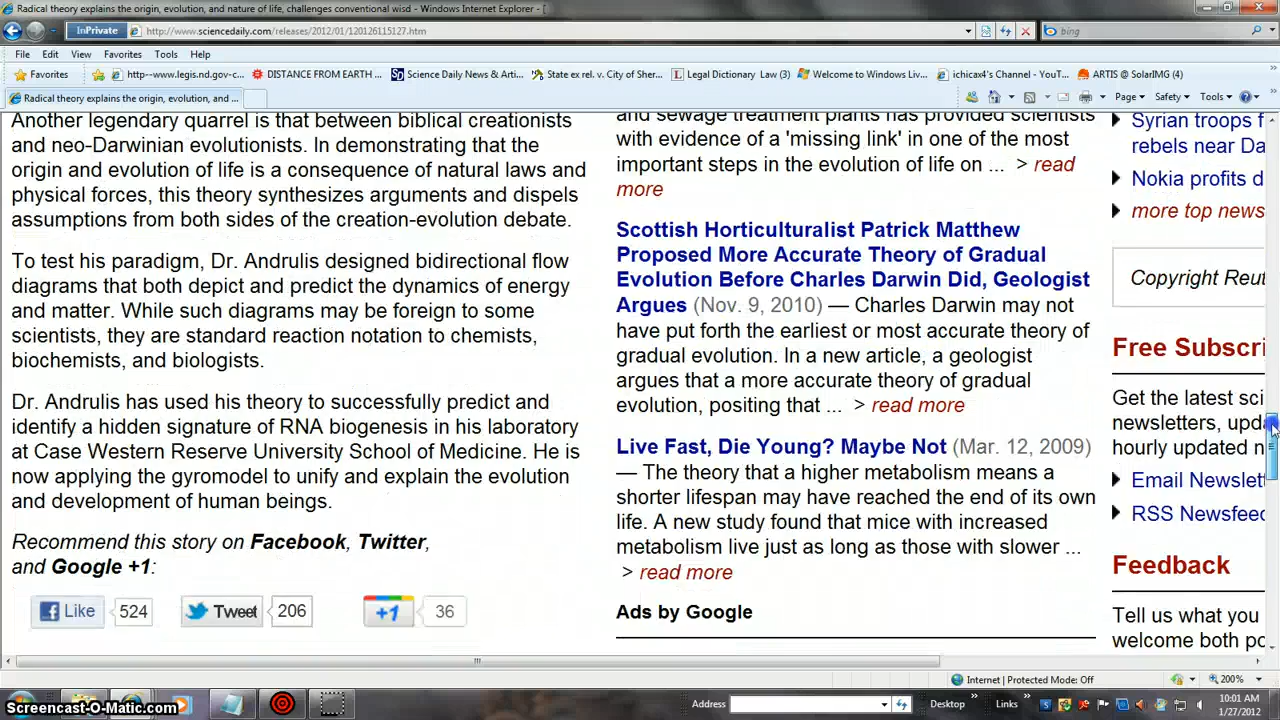 Radical theory explains the origin, evolution, and nature of life, challenges conventional wisd - Windows Internet Explorer - [
InPrivate http://www.sciencedaily.com/releases/2012/01/120126115127.htm bing
File Edit View Favorites Tools Help
Favorites http--www.legis.nd.gov-c... DISTANCE FROM EARTH ... Science Daily News & Arti... State ex rel. v. City of Sher... Legal Dictionary Law (3) Welcome to Windows Liv... ichicax4's Channel - YouT... ARTIS @ SolarIMG (4)
Radical theory explains the origin, evolution, and ... Page Safety Tools
Another legendary quarrel is that between biblical creationists
and neo-Darwinian evolutionists. In demonstrating that the
origin and evolution of life is a consequence of natural laws and
physical forces, this theory synthesizes arguments and dispels
assumptions from both sides of the creation-evolution debate.
To test his paradigm, Dr. Andrulis designed bidirectional flow
diagrams that both depict and predict the dynamics of energy
and matter. While such diagrams may be foreign to some
scientists, they are standard reaction notation to chemists,
biochemists, and biologists.
Dr. Andrulis has used his theory to successfully predict and
identify a hidden signature of RNA biogenesis in his laboratory
at Case Western Reserve University School of Medicine. He is
now applying the gyromodel to unify and explain the evolution
and development of human beings.
Recommend this story on Facebook, Twitter,
and Google +1:
Like 524 Tweet 206 +1 36
and sewage treatment plants has provided scientists
with evidence of a 'missing link' in one of the most
important steps in the evolution of life on ... > read
more
Scottish Horticulturalist Patrick Matthew
Proposed More Accurate Theory of Gradual
Evolution Before Charles Darwin Did, Geologist
Argues (Nov. 9, 2010) — Charles Darwin may not
have put forth the earliest or most accurate theory of
gradual evolution. In a new article, a geologist
argues that a more accurate theory of gradual
evolution, positing that ... > read more
Live Fast, Die Young? Maybe Not (Mar. 12, 2009)
— The theory that a higher metabolism means a
shorter lifespan may have reached the end of its own
life. A new study found that mice with increased
metabolism live just as long as those with slower ...
> read more
Ads by Google
Syrian troops f
rebels near Da
Nokia profits d
more top news
Copyright Reut
Free Subscri
Get the latest sci
newsletters, upda
hourly updated n
Email Newslet
RSS Newsfeed
Feedback
Tell us what you
welcome both po
Internet | Protected Mode: Off 200%
Screencast-O-Matic.com Address Desktop Links 10:01 AM
1/27/2012